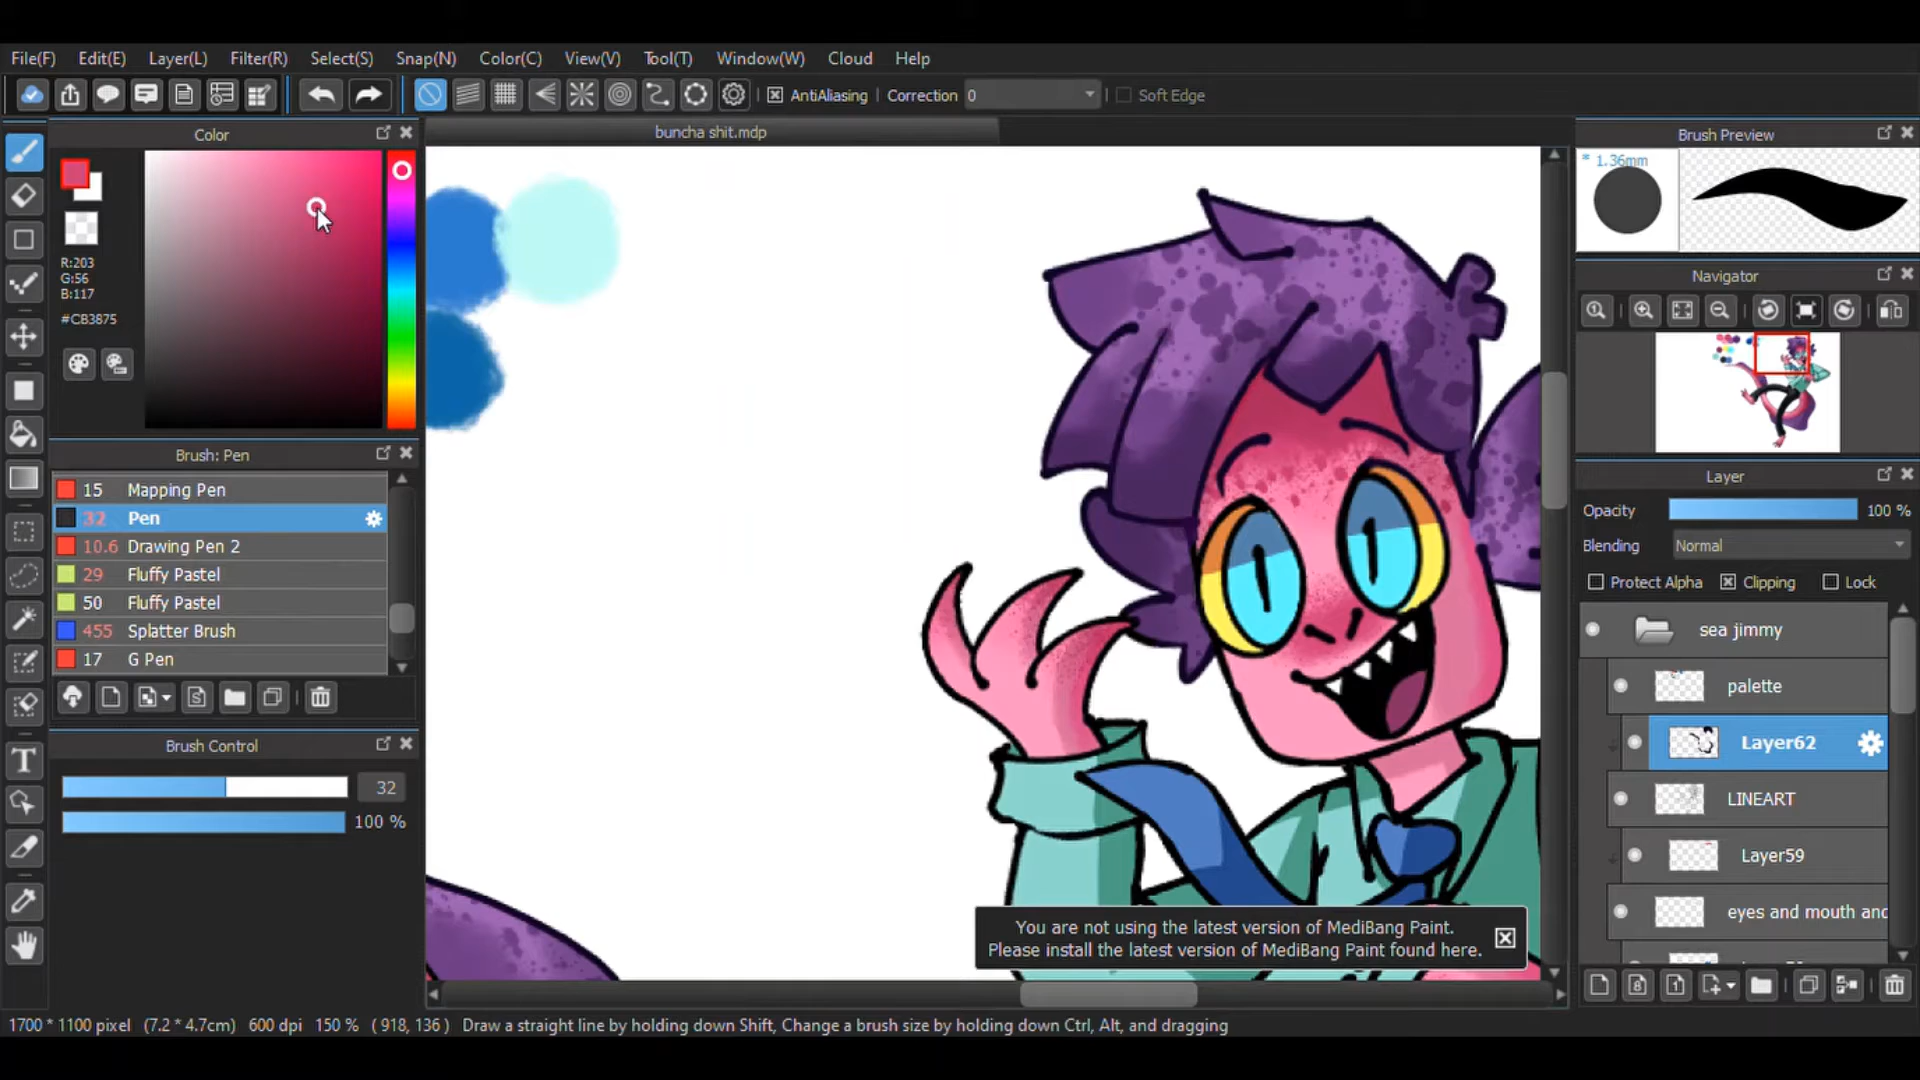 File(F) Edit(E) Layer(L) Filter(R) Select(S) Snap(N) Color(C) View(V) Tool(T) Window(W) Cloud Help
AntiAliasing Correction 0 Soft Edge
Color
R:203
G:56
B:117
#CB3875
Brush: Pen
15 Mapping Pen
32 Pen
10.6 Drawing Pen 2
29 Fluffy Pastel
50 Fluffy Pastel
455 Splatter Brush
17 G Pen
Brush Control
32
100 %
buncha shit.mdp
You are not using the latest version of MediBang Paint.
Please install the latest version of MediBang Paint found here.
Brush Preview
* 1.36mm
Navigator
Layer
Opacity 100 %
Blending Normal
Protect Alpha Clipping Lock
sea jimmy
palette
Layer62
LINEART
Layer59
eyes and mouth and
1700 * 1100 pixel (7.2 * 4.7cm) 600 dpi 150 % ( 918, 136 ) Draw a straight line by holding down Shift, Change a brush size by holding down Ctrl, Alt, and dragging